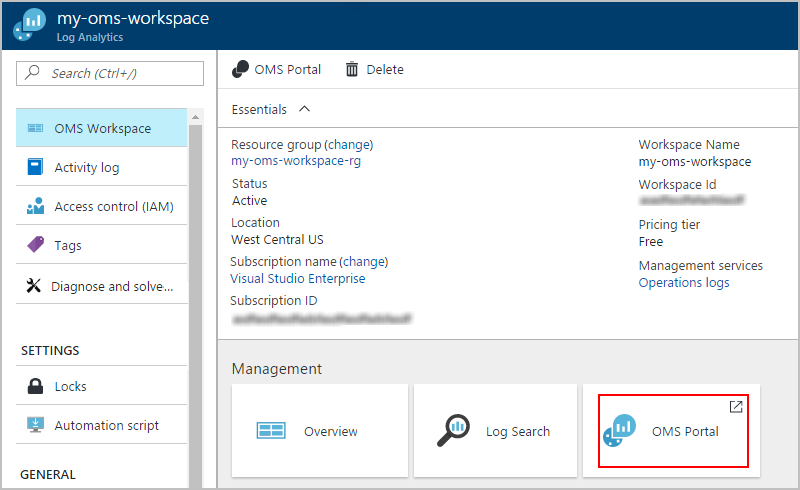 my-oms-workspace
Log Analytics
Search (Ctrl+/)
OMS Workspace
Activity log
Access control (IAM)
Tags
Diagnose and solve...
SETTINGS
Locks
Automation script
GENERAL
OMS Portal
Delete
Essentials
Resource group (change)
my-oms-workspace-rg
Status
Active
Location
West Central US
Subscription name (change)
Visual Studio Enterprise
Subscription ID
Workspace Name
my-oms-workspace
Workspace Id
Pricing tier
Free
Management services
Operations logs
Management
Overview
Log Search
OMS Portal